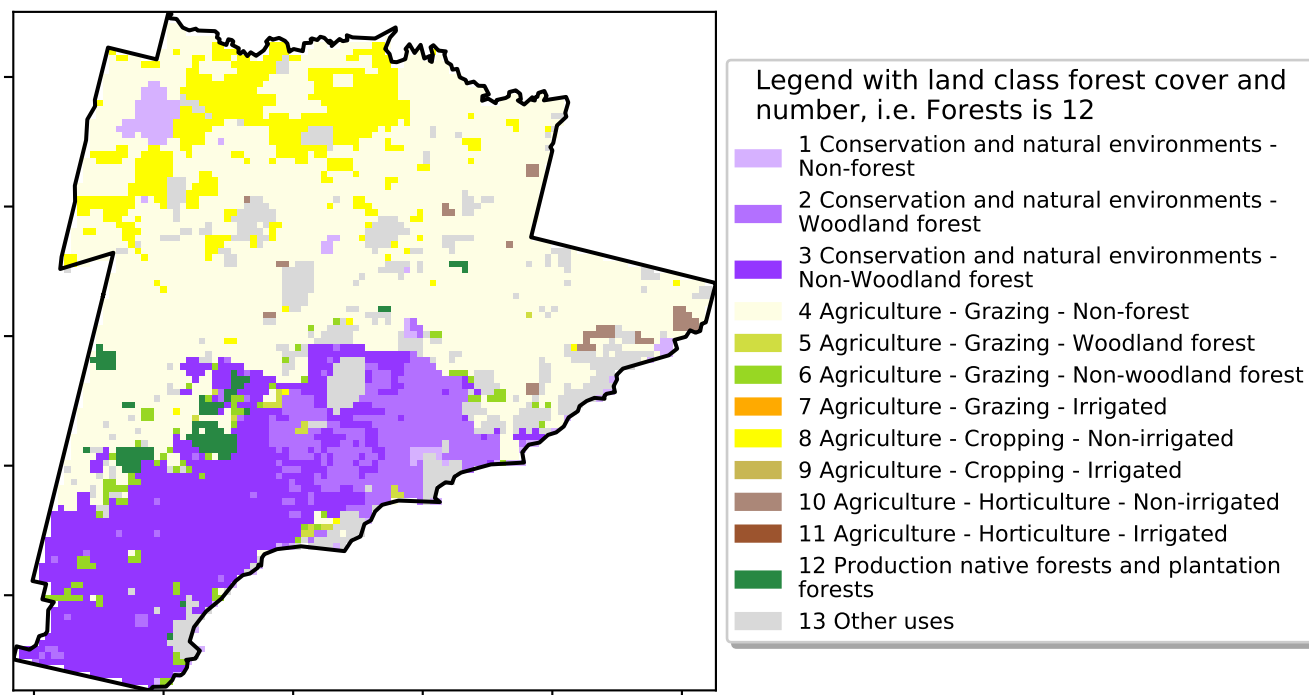 Legend with land class forest cover and
number, i.e. Forests is 12
1 Conservation and natural environments -
Non-forest
2 Conservation and natural environments -
Woodland forest
3 Conservation and natural environments -
Non-Woodland forest
4 Agriculture - Grazing - Non-forest
5 Agriculture - Grazing - Woodland forest
6 Agriculture - Grazing - Non-woodland forest
7 Agriculture - Grazing - Irrigated
8 Agriculture - Cropping - Non-irrigated
9 Agriculture - Cropping - Irrigated
10 Agriculture - Horticulture - Non-irrigated
11 Agriculture - Horticulture - Irrigated
12 Production native forests and plantation
forests
13 Other uses